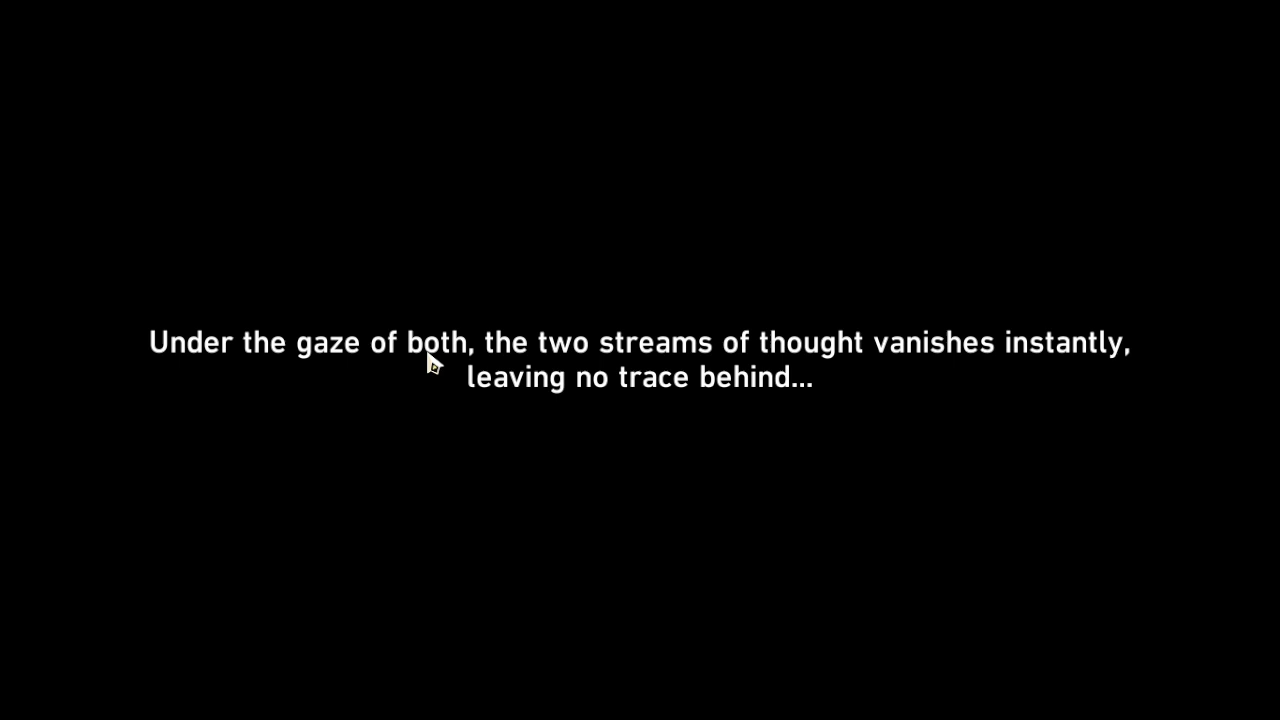 Under the gaze of both, the two streams of thought vanishes instantly,
leaving no trace behind...